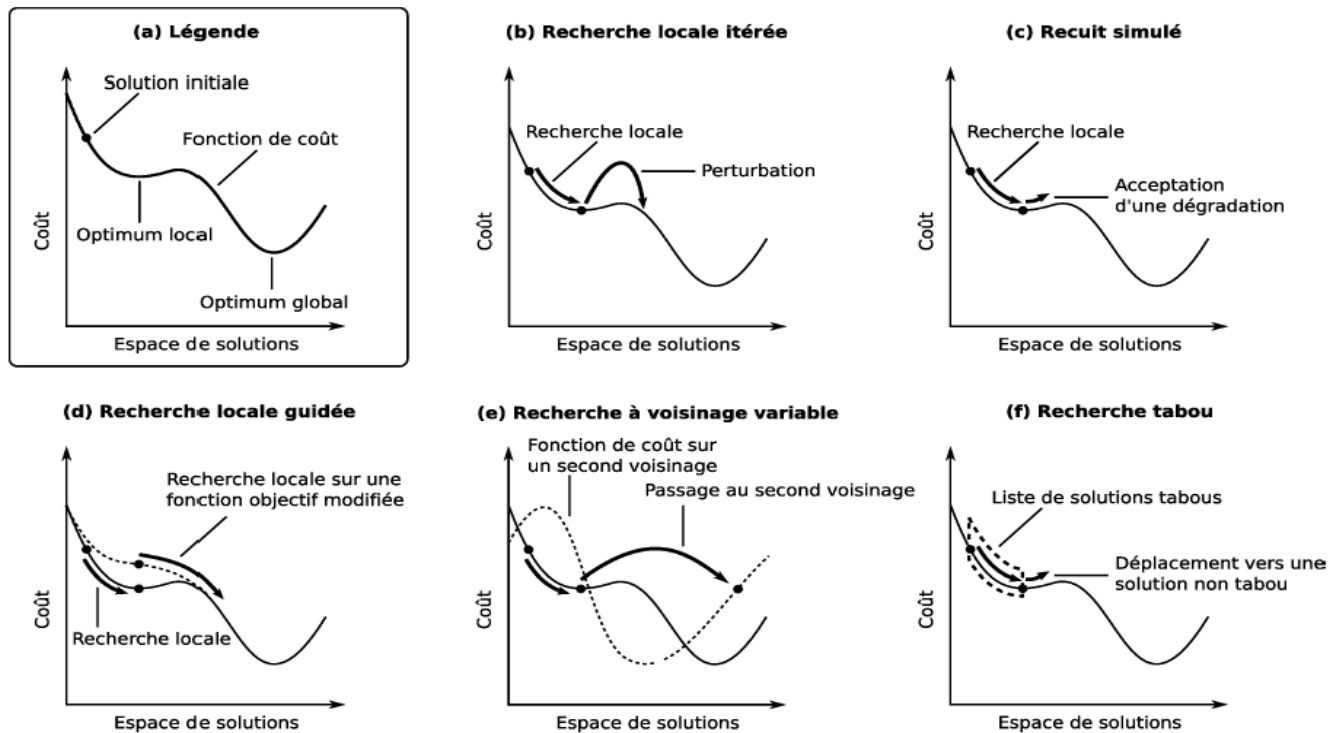 (a) Légende
Solution initiale
Fonction de coût
Optimum local
Optimum global
Coût
Espace de solutions
(b) Recherche locale itérée
Recherche locale
Perturbation
Coût
Espace de solutions
(c) Recuit simulé
Recherche locale
Acceptation
d'une dégradation
Coût
Espace de solutions
(d) Recherche locale guidée
Recherche locale sur une
fonction objectif modifiée
Recherche locale
Coût
Espace de solutions
(e) Recherche à voisinage variable
Fonction de coût sur
un second voisinage
Passage au second voisinage
Coût
Espace de solutions
(f) Recherche tabou
Liste de solutions tabous
Déplacement vers une
solution non tabou
Coût
Espace de solutions